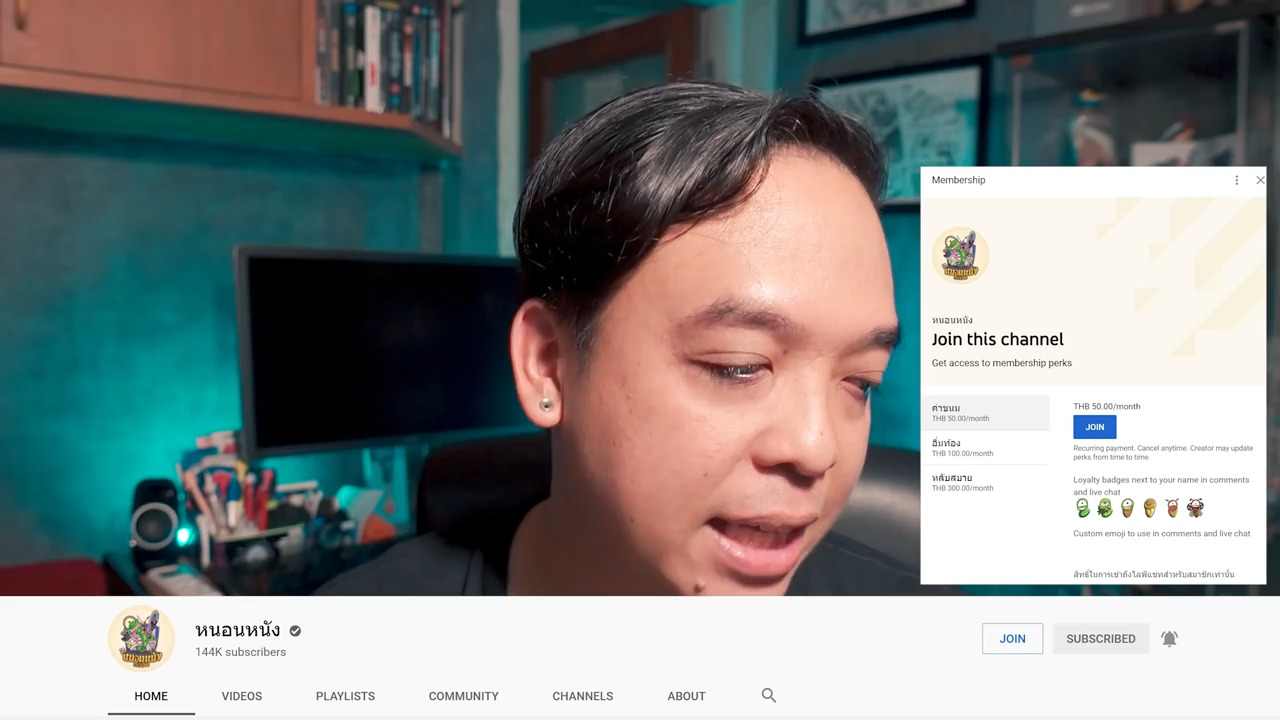 Membership
หนอนหนัง
Join this channel
Get access to membership perks
ค่าขนม
THB 50.00/month
อิ่มท้อง
THB 100.00/month
หลับสบาย
THB 300.00/month
THB 50.00/month
JOIN
Recurring payment. Cancel anytime. Creator may update
perks from time to time.
Loyalty badges next to your name in comments
and live chat
Custom emoji to use in comments and live chat
สิทธิ์ในการเข้าถึงไลฟ์แชทสำหรับสมาชิกเท่านั้น
หนอนหนัง
144K subscribers
JOIN
SUBSCRIBED
HOME VIDEOS PLAYLISTS COMMUNITY CHANNELS ABOUT